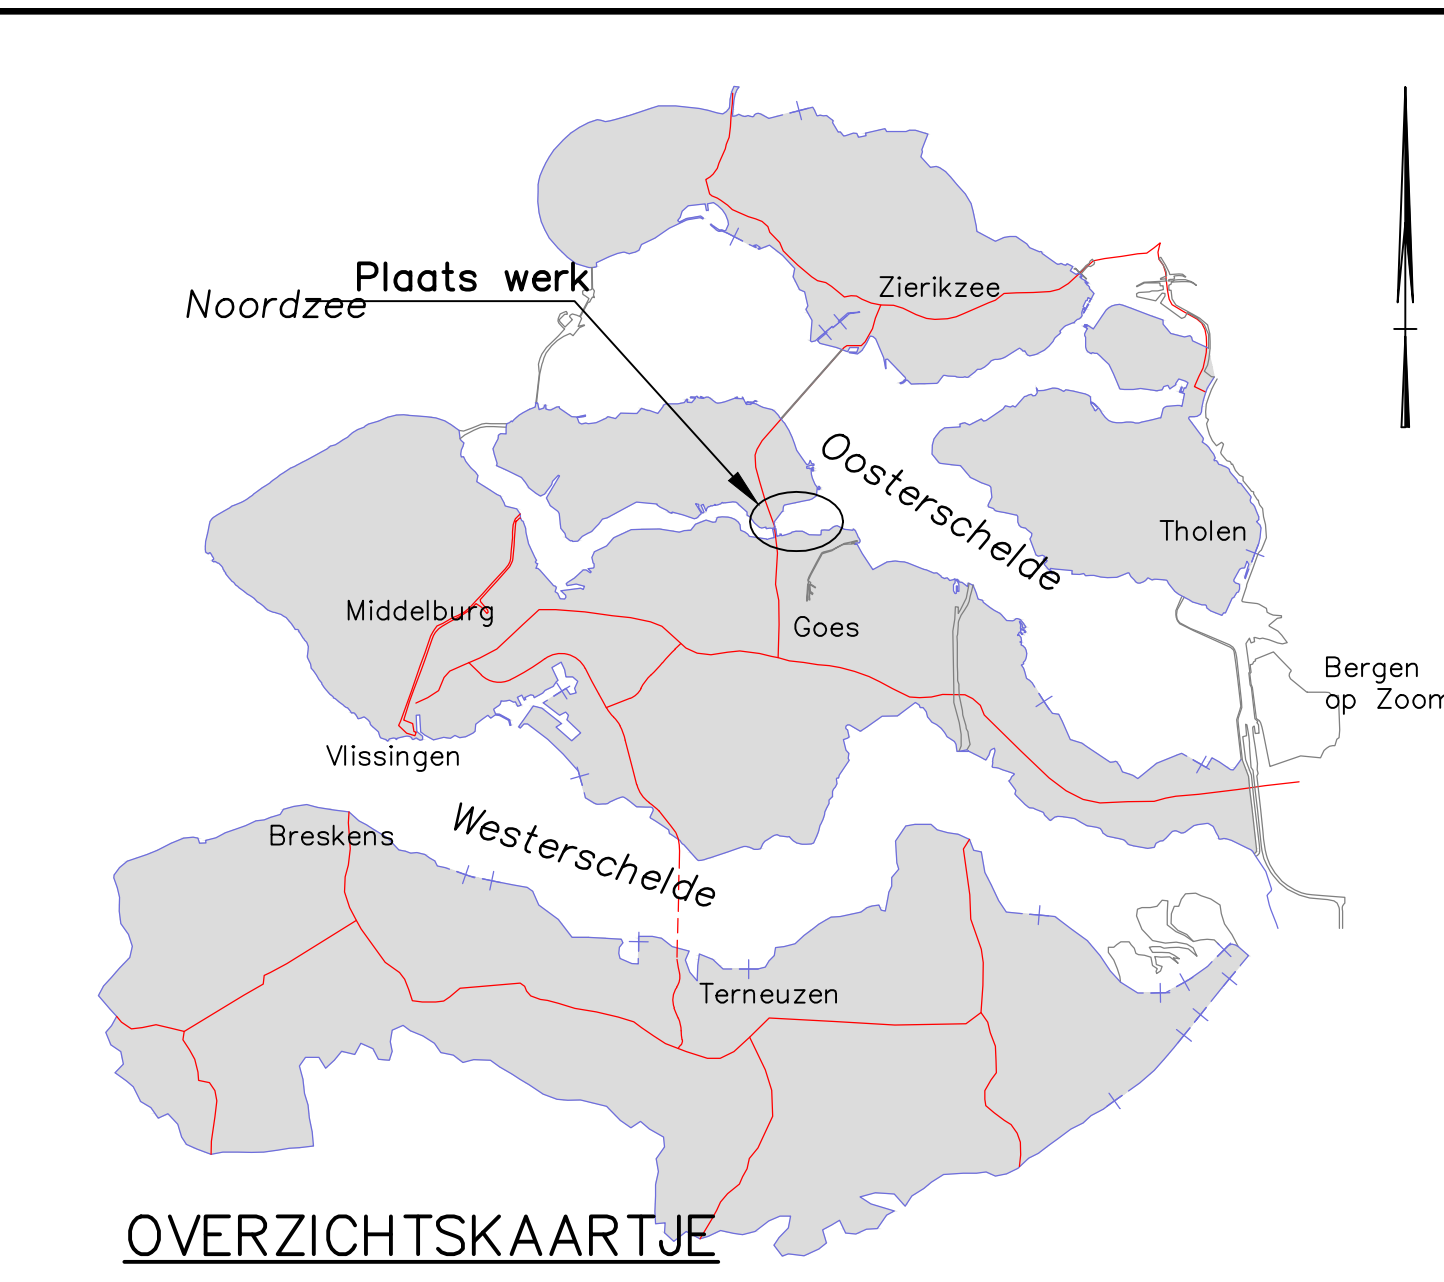 Plaats werk
Noordzee
Zierikzee
Oosterschelde
Tholen
Middelburg
Goes
Bergen
op Zoom
Vlissingen
Westerschelde
Breskens
Terneuzen
OVERZICHTSKAARTJE